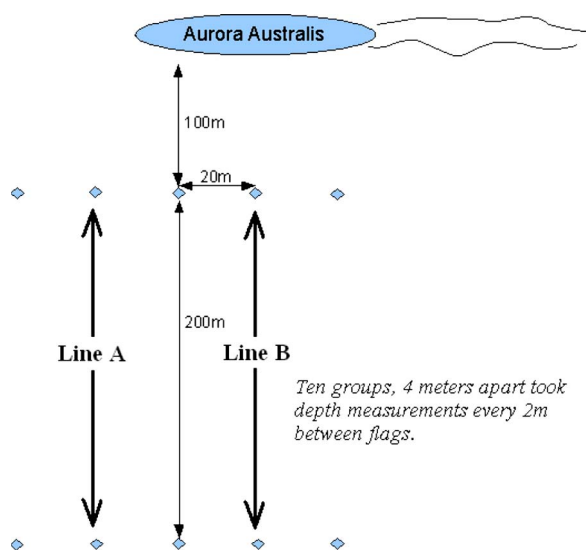 Aurora Australis
100m
20m
200m
Line A
Line B
Ten groups, 4 meters apart took
depth measurements every 2m
between flags.